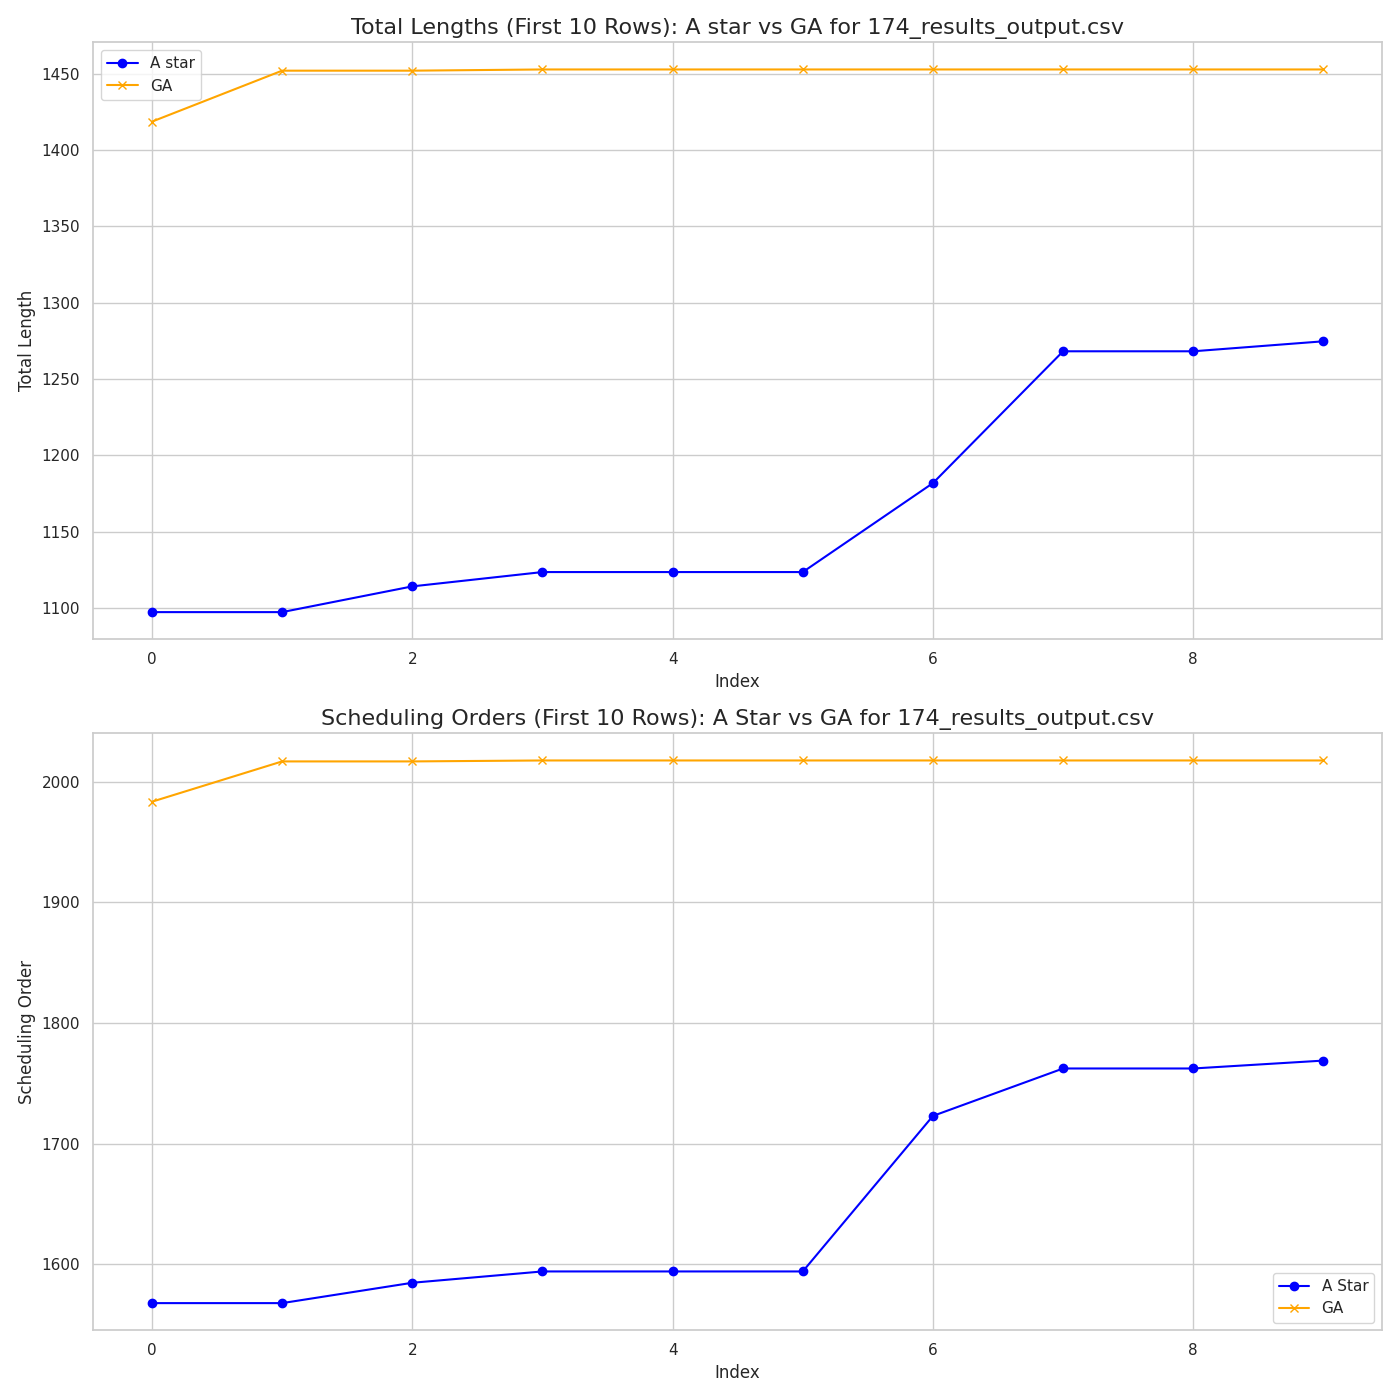 Total Lengths (First 10 Rows): A star vs GA for 174_results_output.csv
A star
GA
1450
1400
1350
1300
1250
1200
1150
1100
Total Length
0 2 4 6 8
Index
Scheduling Orders (First 10 Rows): A Star vs GA for 174_results_output.csv
2000
1900
1800
1700
1600
Scheduling Order
A Star
GA
0 2 4 6 8
Index